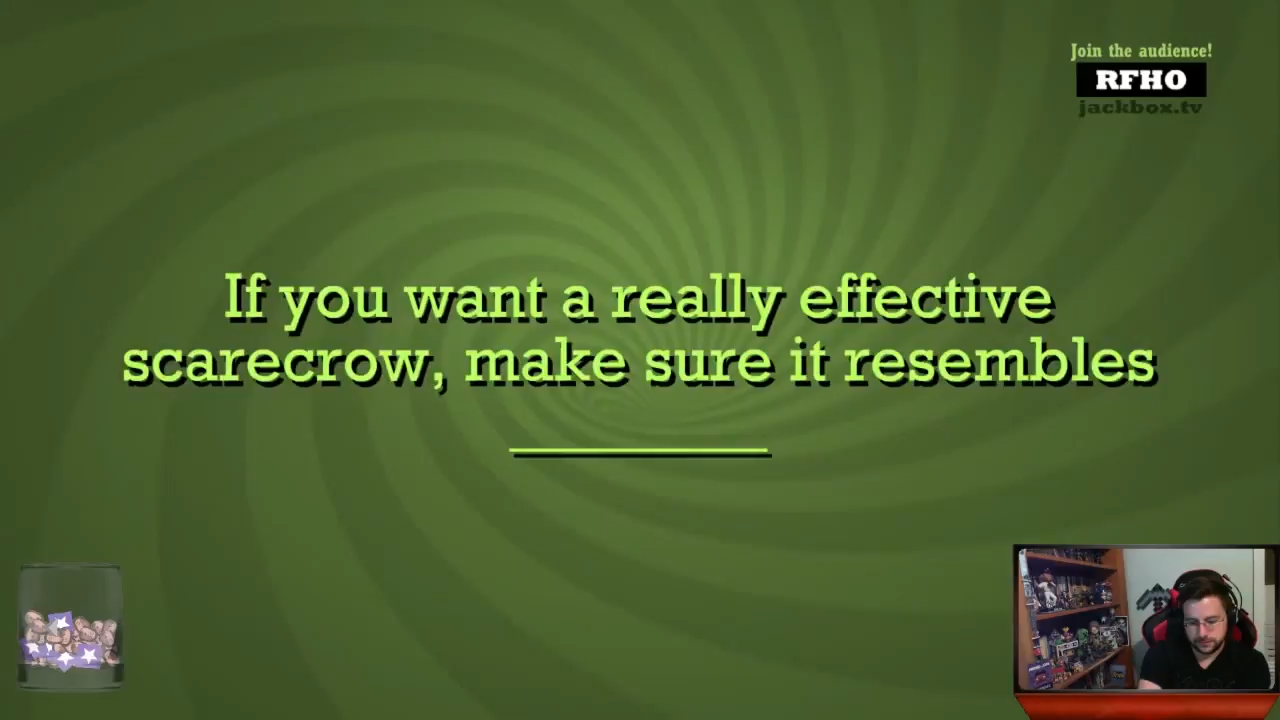 Join the audience!
RFHO
jackbox.tv
If you want a really effective
scarecrow, make sure it resembles